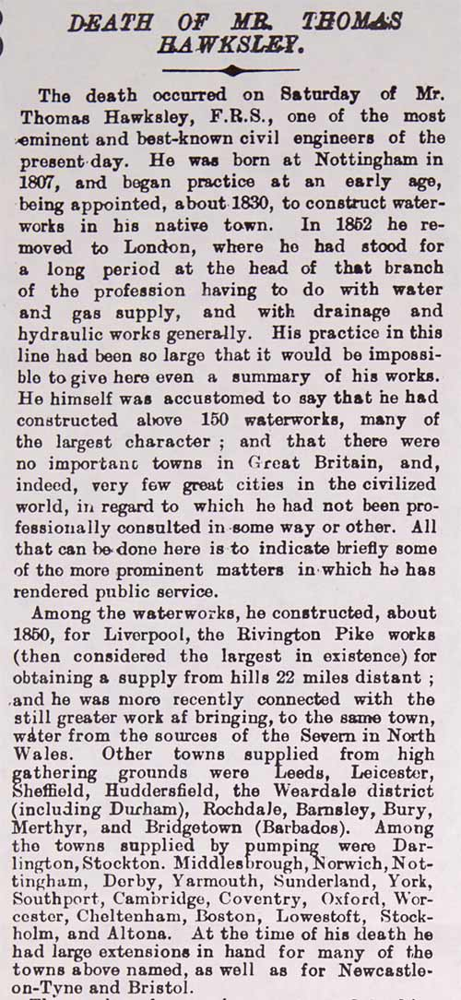 DEATH OF MR. THOMAS
HAWKSLEY.
The death occurred on Saturday of Mr.
Thomas Hawksley, F.R.S., one of the most
eminent and best-known civil engineers of the
present day. He was born at Nottingham in
1807, and began practice at an early age,
being appointed, about 1830, to construct water-
works in his native town. In 1852 he re-
moved to London, where he had stood for
a long period at the head of that branch
of the profession having to do with water
and gas supply, and with drainage and
hydraulic works generally. His practice in this
line had been so large that it would be impossi-
ble to give here even a summary of his works.
He himself was accustomed to say that he had
constructed above 150 waterworks, many of
the largest character ; and that there were
no important towns in Great Britain, and,
indeed, very few great cities in the civilized
world, in regard to which he had not been pro-
fessionally consulted in some way or other. All
that can be done here is to indicate briefly some
of the more prominent matters in which he has
rendered public service.
Among the waterworks, he constructed, about
1850, for Liverpool, the Rivington Pike works
(then considered the largest in existence) for
obtaining a supply from hills 22 miles distant ;
and he was more recently connected with the
still greater work af bringing, to the same town,
water from the sources of the Severn in North
Wales. Other towns supplied from high
gathering grounds were Leeds, Leicester,
Sheffield, Huddersfield, the Weardale district
(including Durham), Rochdale, Barnsley, Bury,
Merthyr, and Bridgetown (Barbados). Among
the towns supplied by pumping were Dar-
lington, Stockton. Middlesbrough, Norwich, Not-
tingham, Derby, Yarmouth, Sunderland, York,
Southport, Cambridge, Coventry, Oxford, Wor-
cester, Cheltenham, Boston, Lowestoft, Stock-
holm, and Altona. At the time of his death he
had large extensions in hand for many of the
towns above named, as well as for Newcastle-
on-Tyne and Bristol.